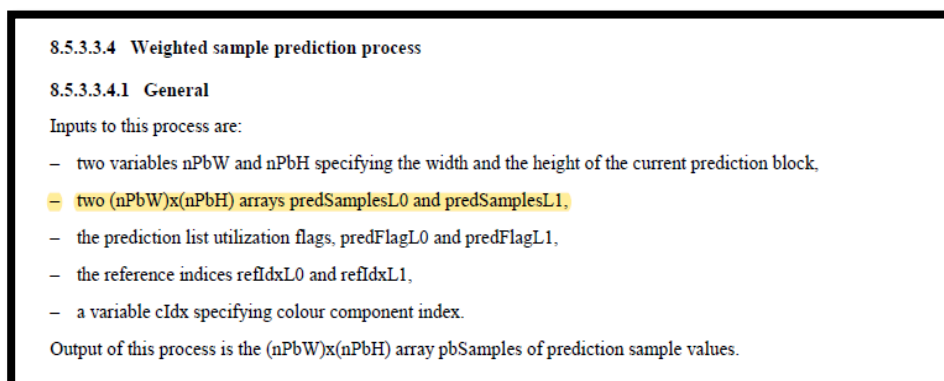 8.5.3.3.4 Weighted sample prediction process
8.5.3.3.4.1 General
Inputs to this process are:
– two variables nPbW and nPbH specifying the width and the height of the current prediction block,
– two (nPbW)x(nPbH) arrays predSamplesL0 and predSamplesL1,
– the prediction list utilization flags, predFlagL0 and predFlagL1,
– the reference indices refIdxL0 and refIdxL1,
– a variable cIdx specifying colour component index.
Output of this process is the (nPbW)x(nPbH) array pbSamples of prediction sample values.